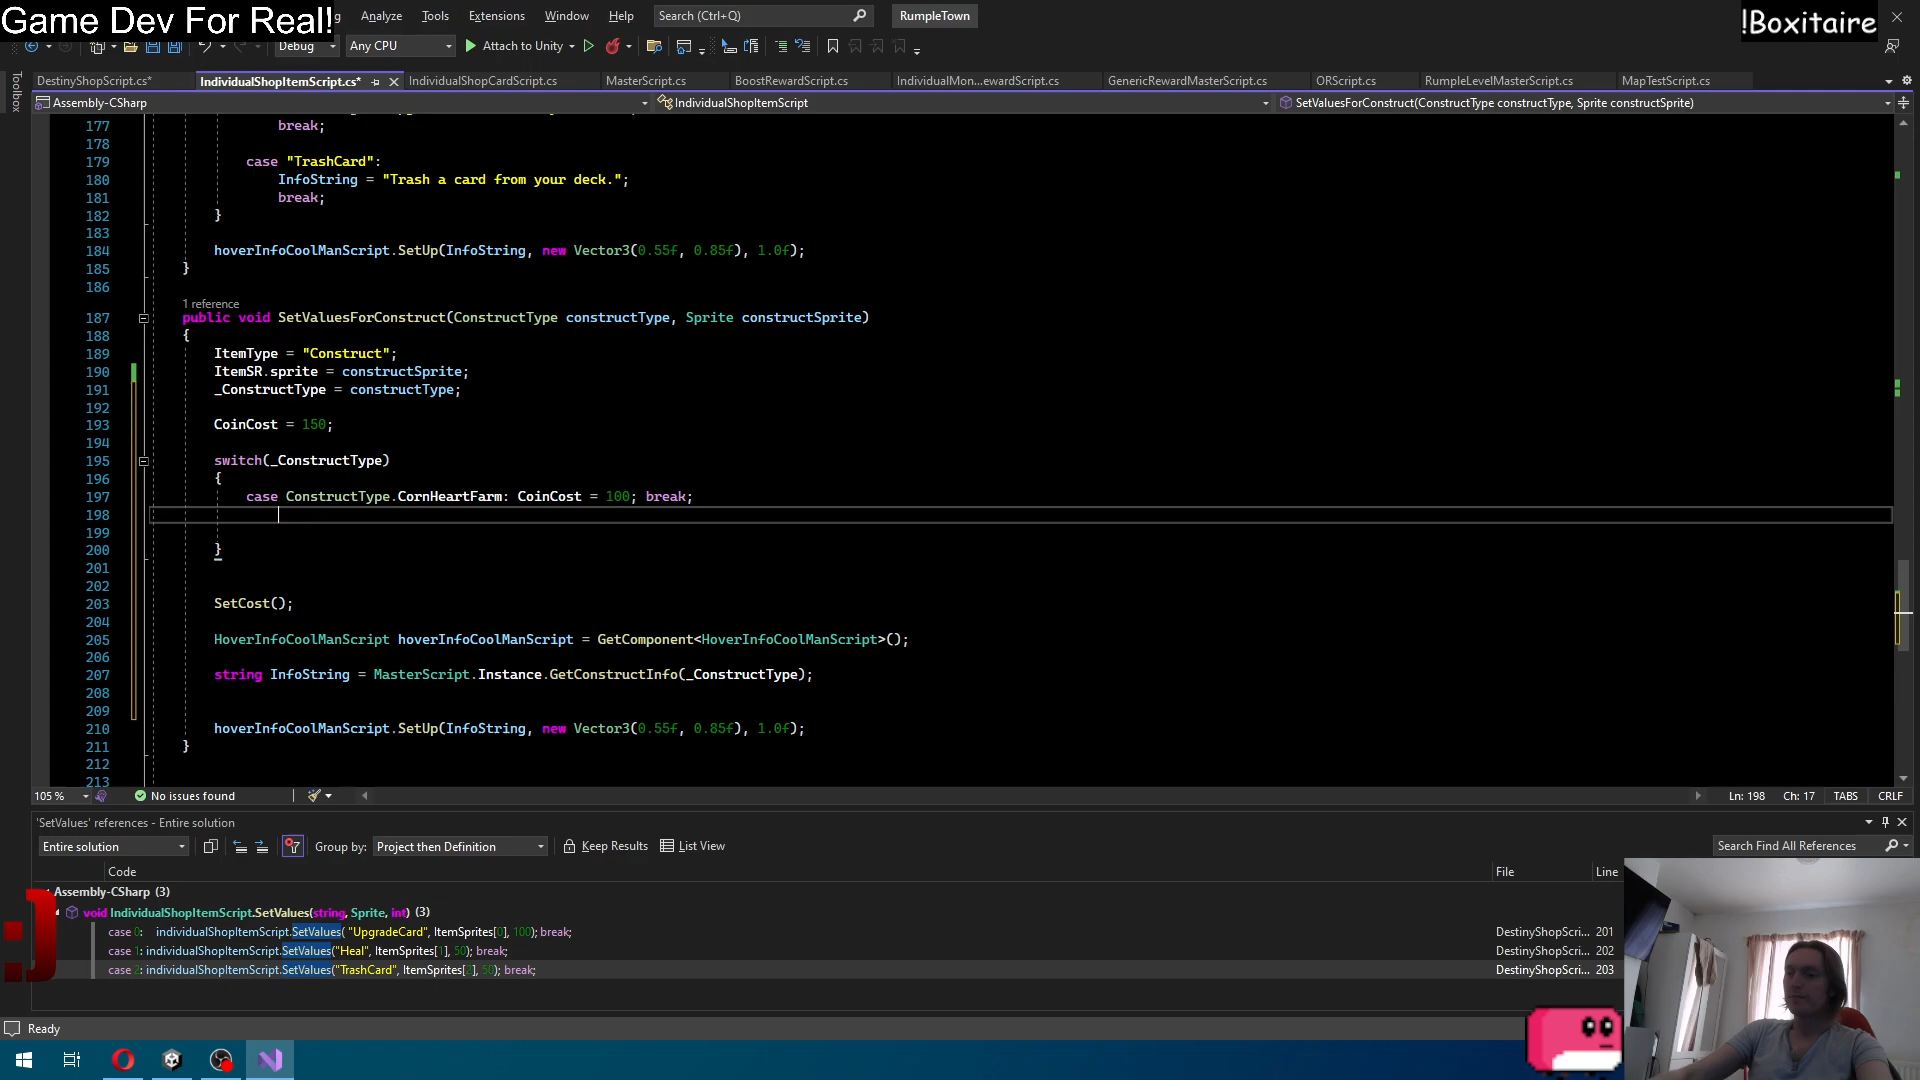 Game Dev For Real!
Analyze Tools Extensions Window Help Search (Ctrl+Q) RumpleTown
!Boxitaire
Debug Any CPU Attach to Unity
Toolbox
DestinyShopScript.cs* IndividualShopItemScript.cs* IndividualShopCardScript.cs MasterScript.cs BoostRewardScript.cs IndividualMon...ewardScript.cs GenericRewardMasterScript.cs ORScript.cs RumpleLevelMasterScript.cs MapTestScript.cs
Assembly-CSharp IndividualShopItemScript SetValuesForConstruct(ConstructType constructType, Sprite constructSprite)
177 break;
178
179 case "TrashCard":
180 InfoString = "Trash a card from your deck.";
181 break;
182 }
183
184 hoverInfoCoolManScript.SetUp(InfoString, new Vector3(0.55f, 0.85f), 1.0f);
185 }
186
1 reference
187 public void SetValuesForConstruct(ConstructType constructType, Sprite constructSprite)
188 {
189 ItemType = "Construct";
190 ItemSR.sprite = constructSprite;
191 _ConstructType = constructType;
192
193 CoinCost = 150;
194
195 switch(_ConstructType)
196 {
197 case ConstructType.CornHeartFarm: CoinCost = 100; break;
198
199
200 }
201
202
203 SetCost();
204
205 HoverInfoCoolManScript hoverInfoCoolManScript = GetComponent<HoverInfoCoolManScript>();
206
207 string InfoString = MasterScript.Instance.GetConstructInfo(_ConstructType);
208
209
210 hoverInfoCoolManScript.SetUp(InfoString, new Vector3(0.55f, 0.85f), 1.0f);
211 }
212
213
105 % No issues found Ln: 198 Ch: 17 TABS CRLF
'SetValues' references - Entire solution
Entire solution Group by: Project then Definition Keep Results List View Search Find All References
Code File Line
Assembly-CSharp (3)
void IndividualShopItemScript.SetValues(string, Sprite, int) (3)
case 0: individualShopItemScript.SetValues( "UpgradeCard", ItemSprites[0], 100); break; DestinyShopScri... 201
case 1: individualShopItemScript.SetValues("Heal", ItemSprites[1], 50); break; DestinyShopScri... 202
case 2: individualShopItemScript.SetValues("TrashCard", ItemSprites[2], 50); break; DestinyShopScri... 203
:)
Ready